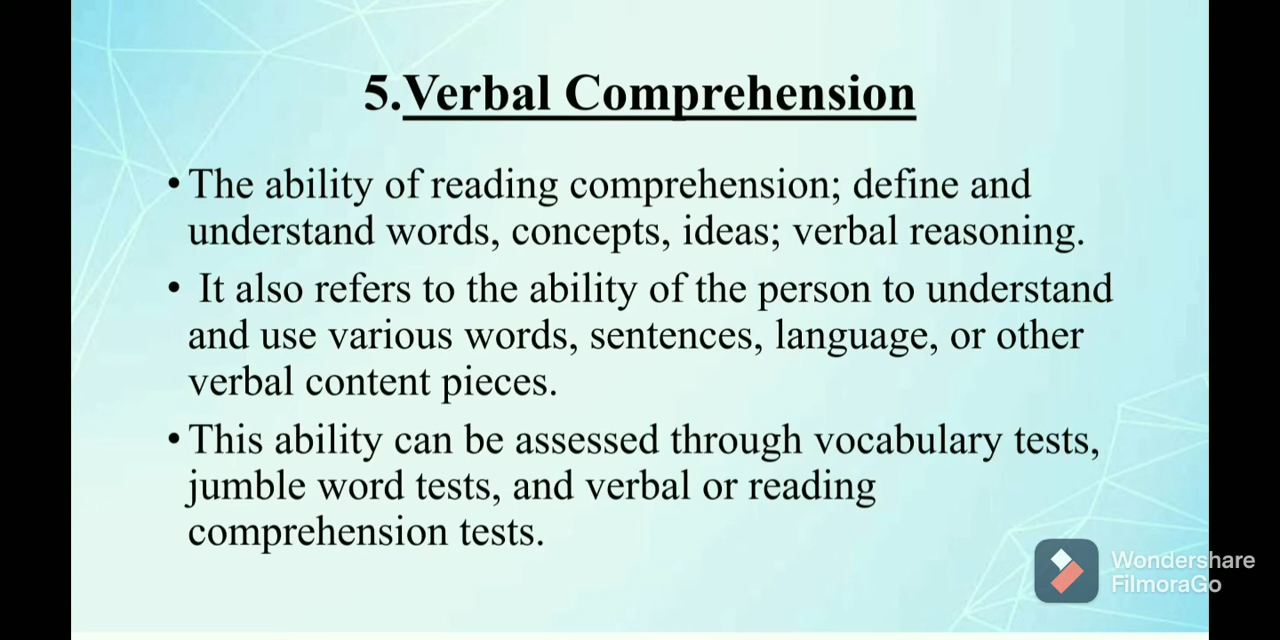 5.Verbal Comprehension
•The ability of reading comprehension; define and
understand words, concepts, ideas; verbal reasoning.
• It also refers to the ability of the person to understand
and use various words, sentences, language, or other
verbal content pieces.
•This ability can be assessed through vocabulary tests,
jumble word tests, and verbal or reading
comprehension tests.
Wondershare
FilmoraGo